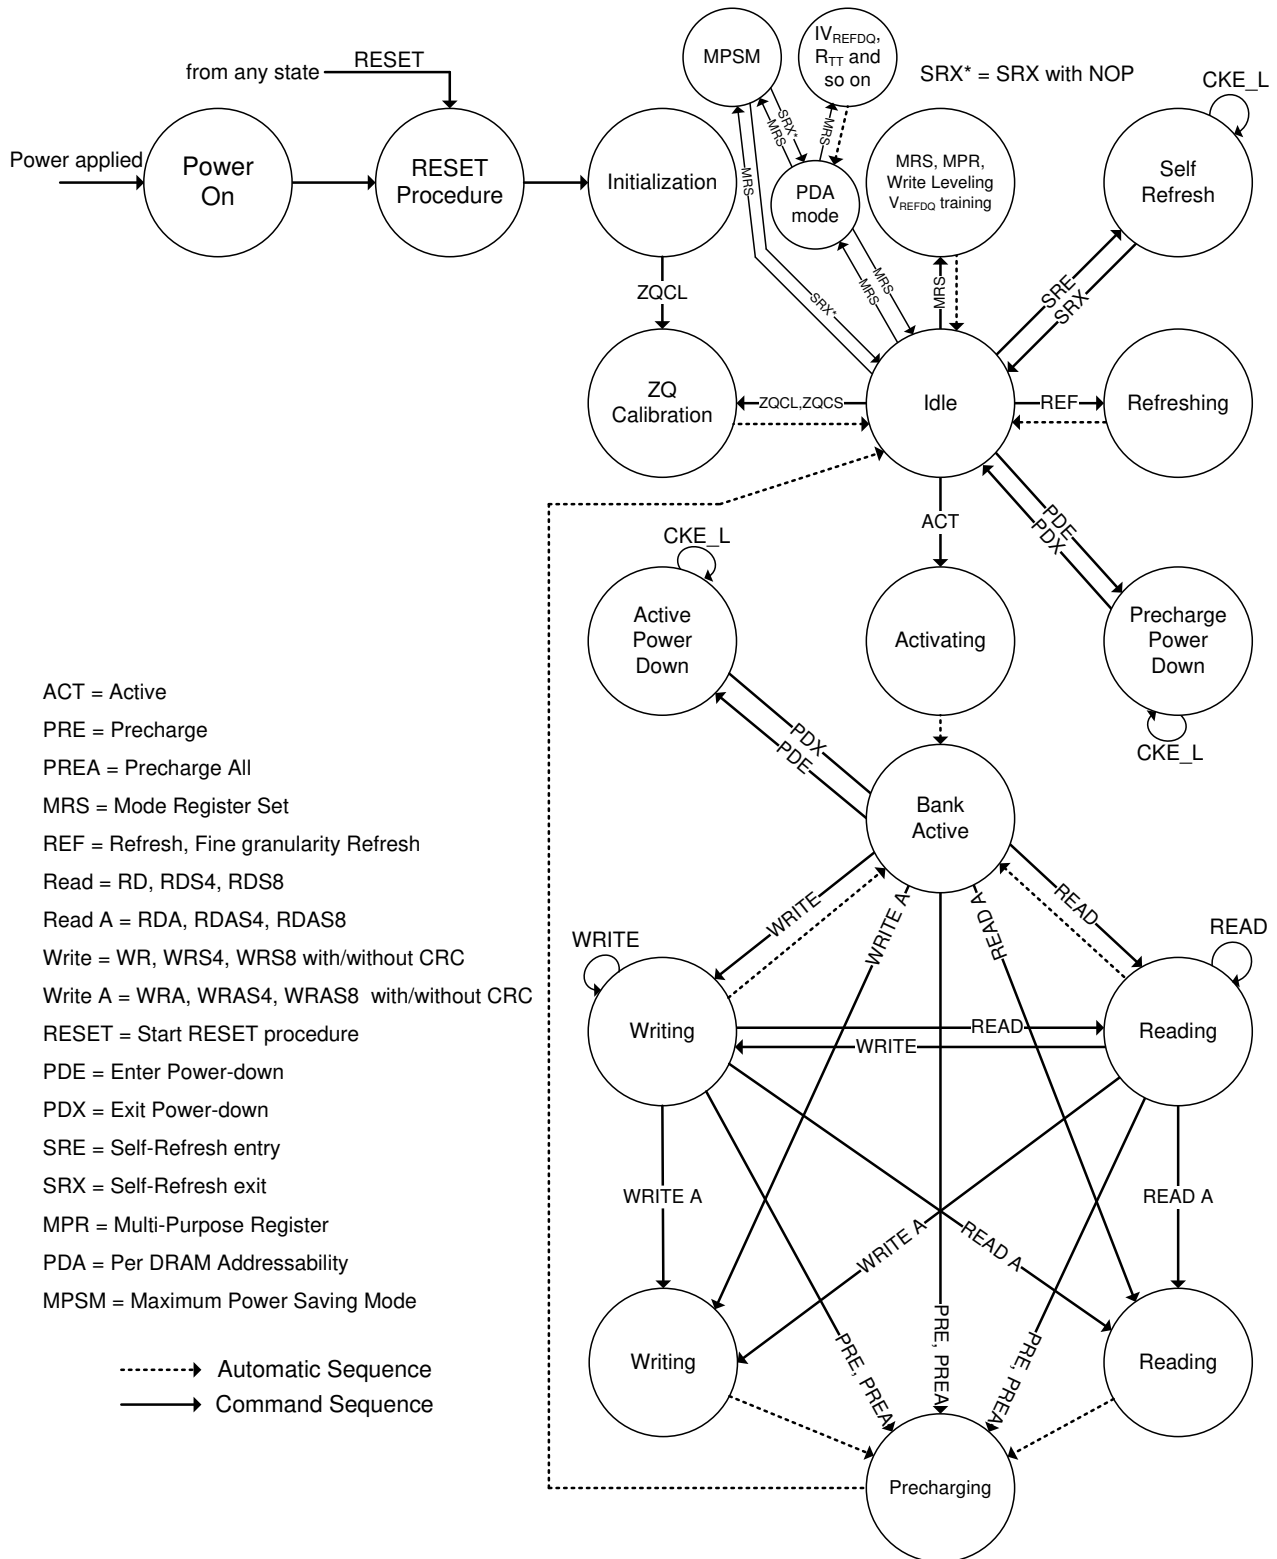 from any state
RESET
MPSM
IVREFDQ,
RTT and
so on
SRX* = SRX with NOP
CKE_L
Power applied
Power
On
RESET
Procedure
Initialization
SRX*
MRS
MRS
PDA
mode
MRS, MPR,
Write Leveling
VREFDQ training
Self
Refresh
MRS
SRX*
MRS
MRS
MRS
SRE
SRX
ZQCL
ZQ
Calibration
ZQCL,ZQCS
Idle
REF
Refreshing
ACT
PDE
PDX
CKE_L
Active
Power
Down
Activating
Precharge
Power
Down
CKE_L
PDX
PDE
Bank
Active
ACT = Active
PRE = Precharge
PREA = Precharge All
MRS = Mode Register Set
REF = Refresh, Fine granularity Refresh
Read = RD, RDS4, RDS8
Read A = RDA, RDAS4, RDAS8
Write = WR, WRS4, WRS8 with/without CRC
Write A = WRA, WRAS4, WRAS8 with/without CRC
RESET = Start RESET procedure
PDE = Enter Power-down
PDX = Exit Power-down
SRE = Self-Refresh entry
SRX = Self-Refresh exit
MPR = Multi-Purpose Register
PDA = Per DRAM Addressability
MPSM = Maximum Power Saving Mode
Automatic Sequence
Command Sequence
WRITE
WRITE A
READ A
READ
WRITE
READ
Writing
READ
WRITE
Reading
WRITE A
READ A
WRITE A
READ A
Writing
PRE, PREA
PRE, PREA
PRE, PREA
Reading
Precharging